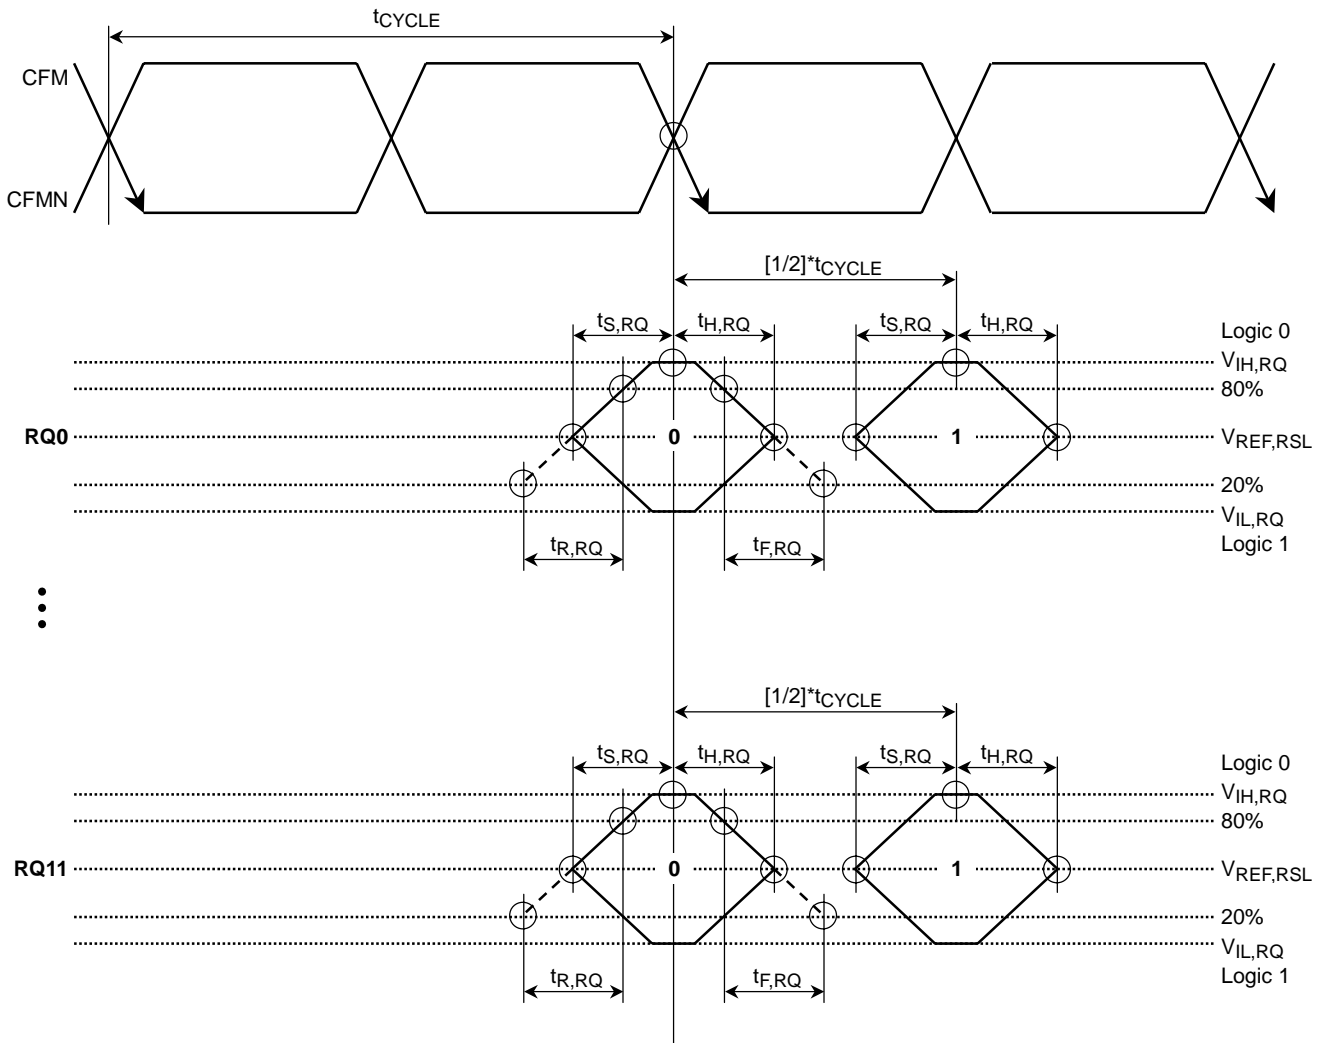 tCYCLE
CFM
CFMN
[1/2]*tCYCLE
tS,RQ tH,RQ tS,RQ tH,RQ
Logic 0
VIH,RQ
80%
RQ0 0 1 VREF,RSL
20%
VIL,RQ
tR,RQ tF,RQ Logic 1
[1/2]*tCYCLE
tS,RQ tH,RQ tS,RQ tH,RQ
Logic 0
VIH,RQ
80%
RQ11 0 1 VREF,RSL
20%
VIL,RQ
tR,RQ tF,RQ Logic 1